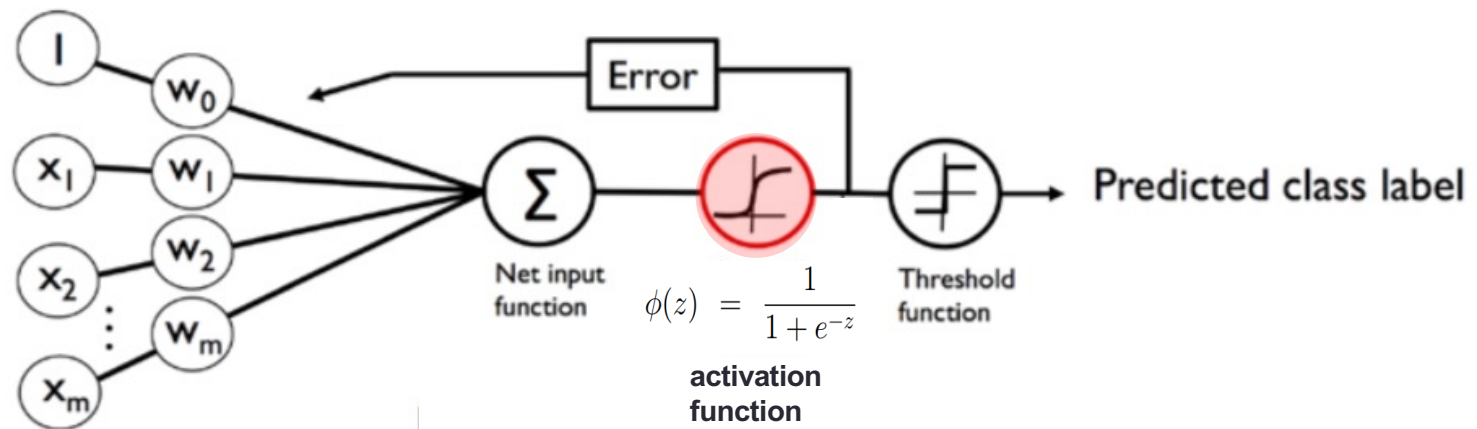 1
w₀
Error
x₁
w₁
Σ
Predicted class label
x₂
w₂
⋮
wₘ
xₘ
Net input
function
ϕ(z) = 1 / (1 + e⁻ᶻ)
Threshold
function
activation
function